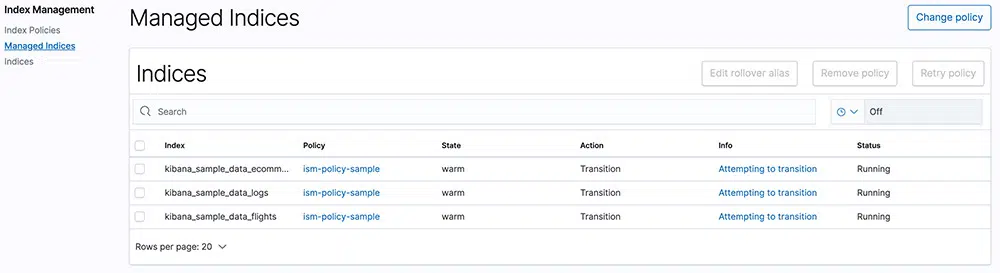 Index Management
Index Policies
Managed Indices
Indices
Managed Indices
Change policy
Indices
Edit rollover alias
Remove policy
Retry policy
Search
Off
Index Policy State Action Info Status
kibana_sample_data_ecomm... ism-policy-sample warm Transition Attempting to transition Running
kibana_sample_data_logs ism-policy-sample warm Transition Attempting to transition Running
kibana_sample_data_flights ism-policy-sample warm Transition Attempting to transition Running
Rows per page: 20